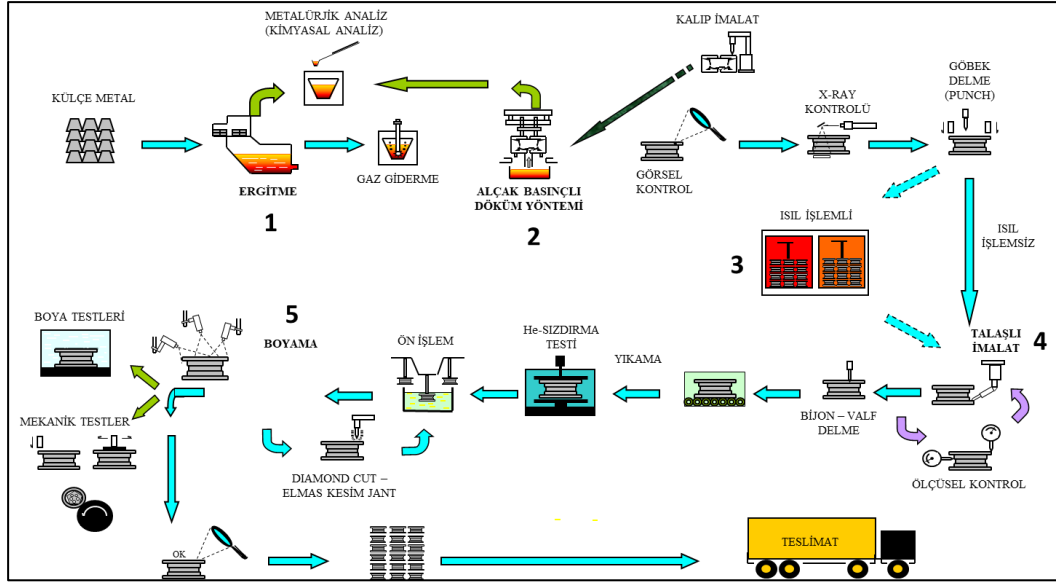 METALÜRJİK ANALİZ
(KİMYASAL ANALİZ)
KALIP İMALAT
KÜLÇE METAL
X-RAY
KONTROLÜ
GÖBEK
DELME
(PUNCH)
ERGİTME
GAZ GİDERME
ALÇAK BASINÇLI
DÖKÜM YÖNTEMİ
GÖRSEL
KONTROL
1
2
ISIL İŞLEMLİ
ISIL
İŞLEMSİZ
3
4
TALAŞLI
İMALAT
5
BOYAMA
BOYA TESTLERİ
ÖN İŞLEM
He-SIZDIRMA
TESTİ
YIKAMA
BİJON – VALF
DELME
ÖLÇÜSEL KONTROL
MEKANİK TESTLER
DIAMOND CUT –
ELMAS KESİM JANT
OK
TESLİMAT